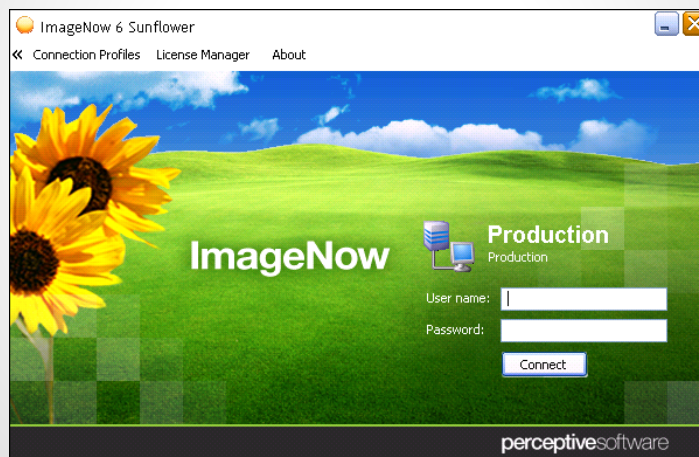 ImageNow 6 Sunflower
« Connection Profiles License Manager About
ImageNow
Production
Production
User name:
Password:
Connect
perceptivesoftware